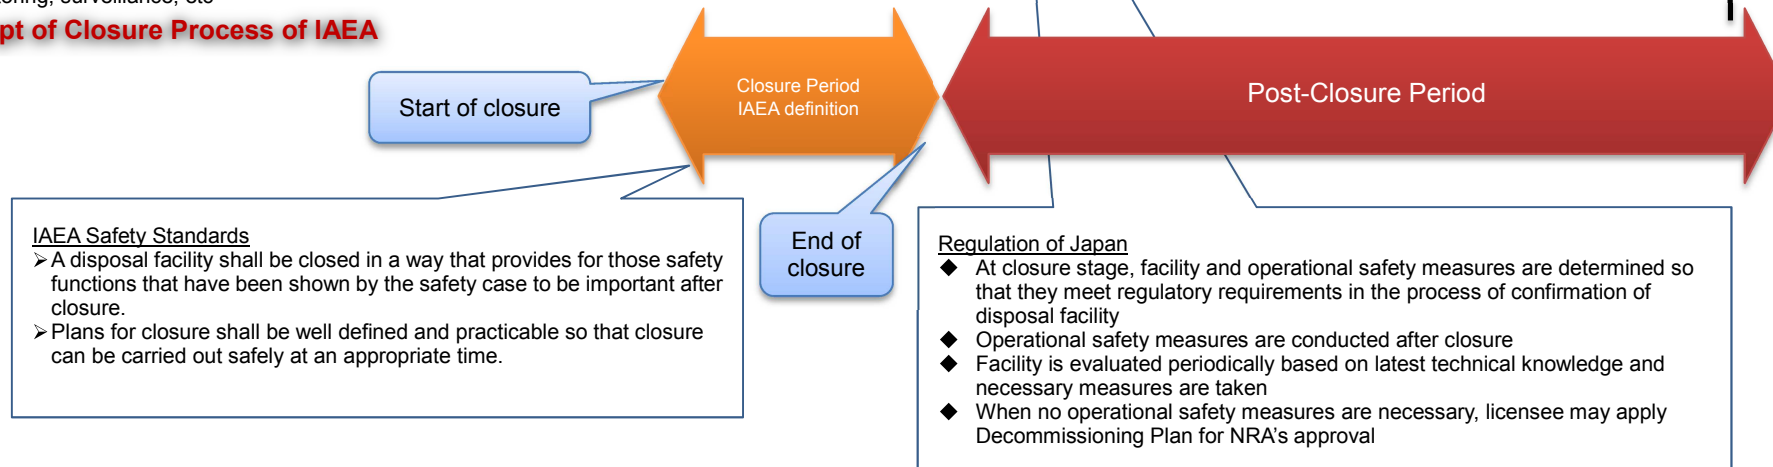 surveillance, etc
of Closure Process of IAEA
Closure Period
IAEA definition
Post-Closure Period
Start of closure
End of
closure
IAEA Safety Standards
➢A disposal facility shall be closed in a way that provides for those safety
functions that have been shown by the safety case to be important after
closure.
➢Plans for closure shall be well defined and practicable so that closure
can be carried out safely at an appropriate time.
Regulation of Japan
◆ At closure stage, facility and operational safety measures are determined so
that they meet regulatory requirements in the process of confirmation of
disposal facility
◆ Operational safety measures are conducted after closure
◆ Facility is evaluated periodically based on latest technical knowledge and
necessary measures are taken
◆ When no operational safety measures are necessary, licensee may apply
Decommissioning Plan for NRA's approval